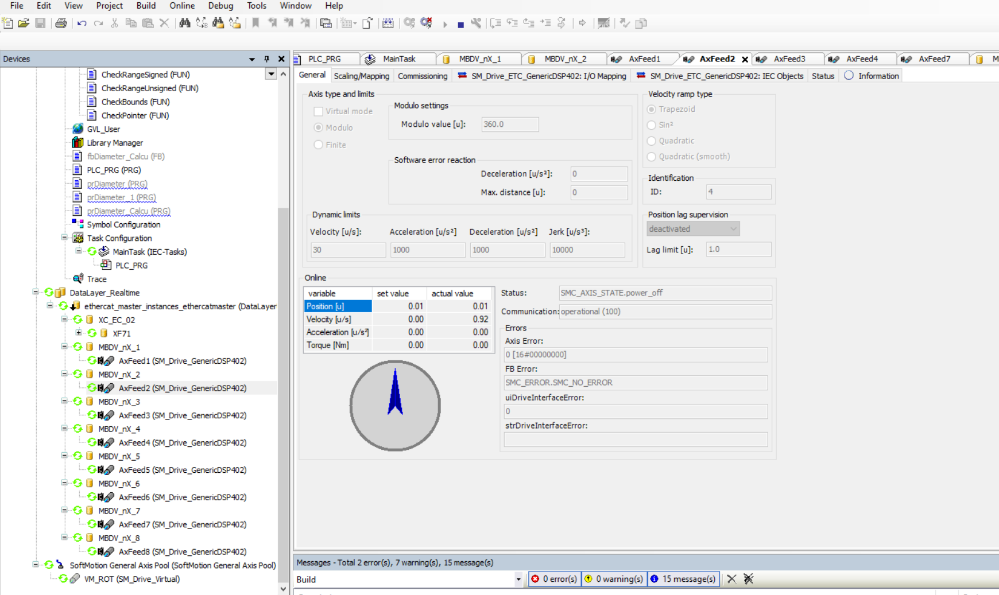 File Edit View Project Build Online Debug Tools Window Help
Devices
CheckRangeSigned (FUN)
CheckRangeUnsigned (FUN)
CheckBounds (FUN)
CheckPointer (FUN)
GVL_User
Library Manager
fbDiameter_Calcu (FB)
PLC_PRG (PRG)
prDiameter (PRG)
prDiameter_1 (PRG)
prDiameter_Calcu (PRG)
Symbol Configuration
Task Configuration
MainTask (IEC-Tasks)
PLC_PRG
Trace
DataLayer_Realtime
ethercat_master_instances_ethercatmaster (DataLayer
XC_EC_02
XF71
MBDV_nX_1
AxFeed1 (SM_Drive_GenericDSP402)
MBDV_nX_2
AxFeed2 (SM_Drive_GenericDSP402)
MBDV_nX_3
AxFeed3 (SM_Drive_GenericDSP402)
MBDV_nX_4
AxFeed4 (SM_Drive_GenericDSP402)
MBDV_nX_5
AxFeed5 (SM_Drive_GenericDSP402)
MBDV_nX_6
AxFeed6 (SM_Drive_GenericDSP402)
MBDV_nX_7
AxFeed7 (SM_Drive_GenericDSP402)
MBDV_nX_8
AxFeed8 (SM_Drive_GenericDSP402)
SoftMotion General Axis Pool (SoftMotion General Axis Pool)
VM_ROT (SM_Drive_Virtual)
PLC_PRG MainTask MBDV_nX_1 MBDV_nX_2 AxFeed1 AxFeed2 AxFeed3 AxFeed4 AxFeed7 M
General Scaling/Mapping Commissioning SM_Drive_ETC_GenericDSP402: I/O Mapping SM_Drive_ETC_GenericDSP402: IEC Objects Status Information
Axis type and limits
Virtual mode
Modulo
Finite
Modulo settings
Modulo value [u]: 360.0
Software error reaction
Deceleration [u/s²]: 0
Max. distance [u]: 0
Dynamic limits
Velocity [u/s]: Acceleration [u/s²] Deceleration [u/s²] Jerk [u/s³]:
30 1000 1000 10000
Velocity ramp type
Trapezoid
Sin²
Quadratic
Quadratic (smooth)
Identification
ID: 4
Position lag supervision
deactivated
Lag limit [u]: 1.0
Online
variable set value actual value
Position [u] 0.01 0.01
Velocity [u/s] 0.00 0.92
Acceleration [u/s²] 0.00 0.00
Torque [Nm] 0.00 0.00
Status: SMC_AXIS_STATE.power_off
Communication: operational (100)
Errors
Axis Error:
0 [16#00000000]
FB Error:
SMC_ERROR.SMC_NO_ERROR
uiDriveInterfaceError:
0
strDriveInterfaceError:
Messages - Total 2 error(s), 7 warning(s), 15 message(s)
Build 0 error(s) 0 warning(s) 15 message(s)